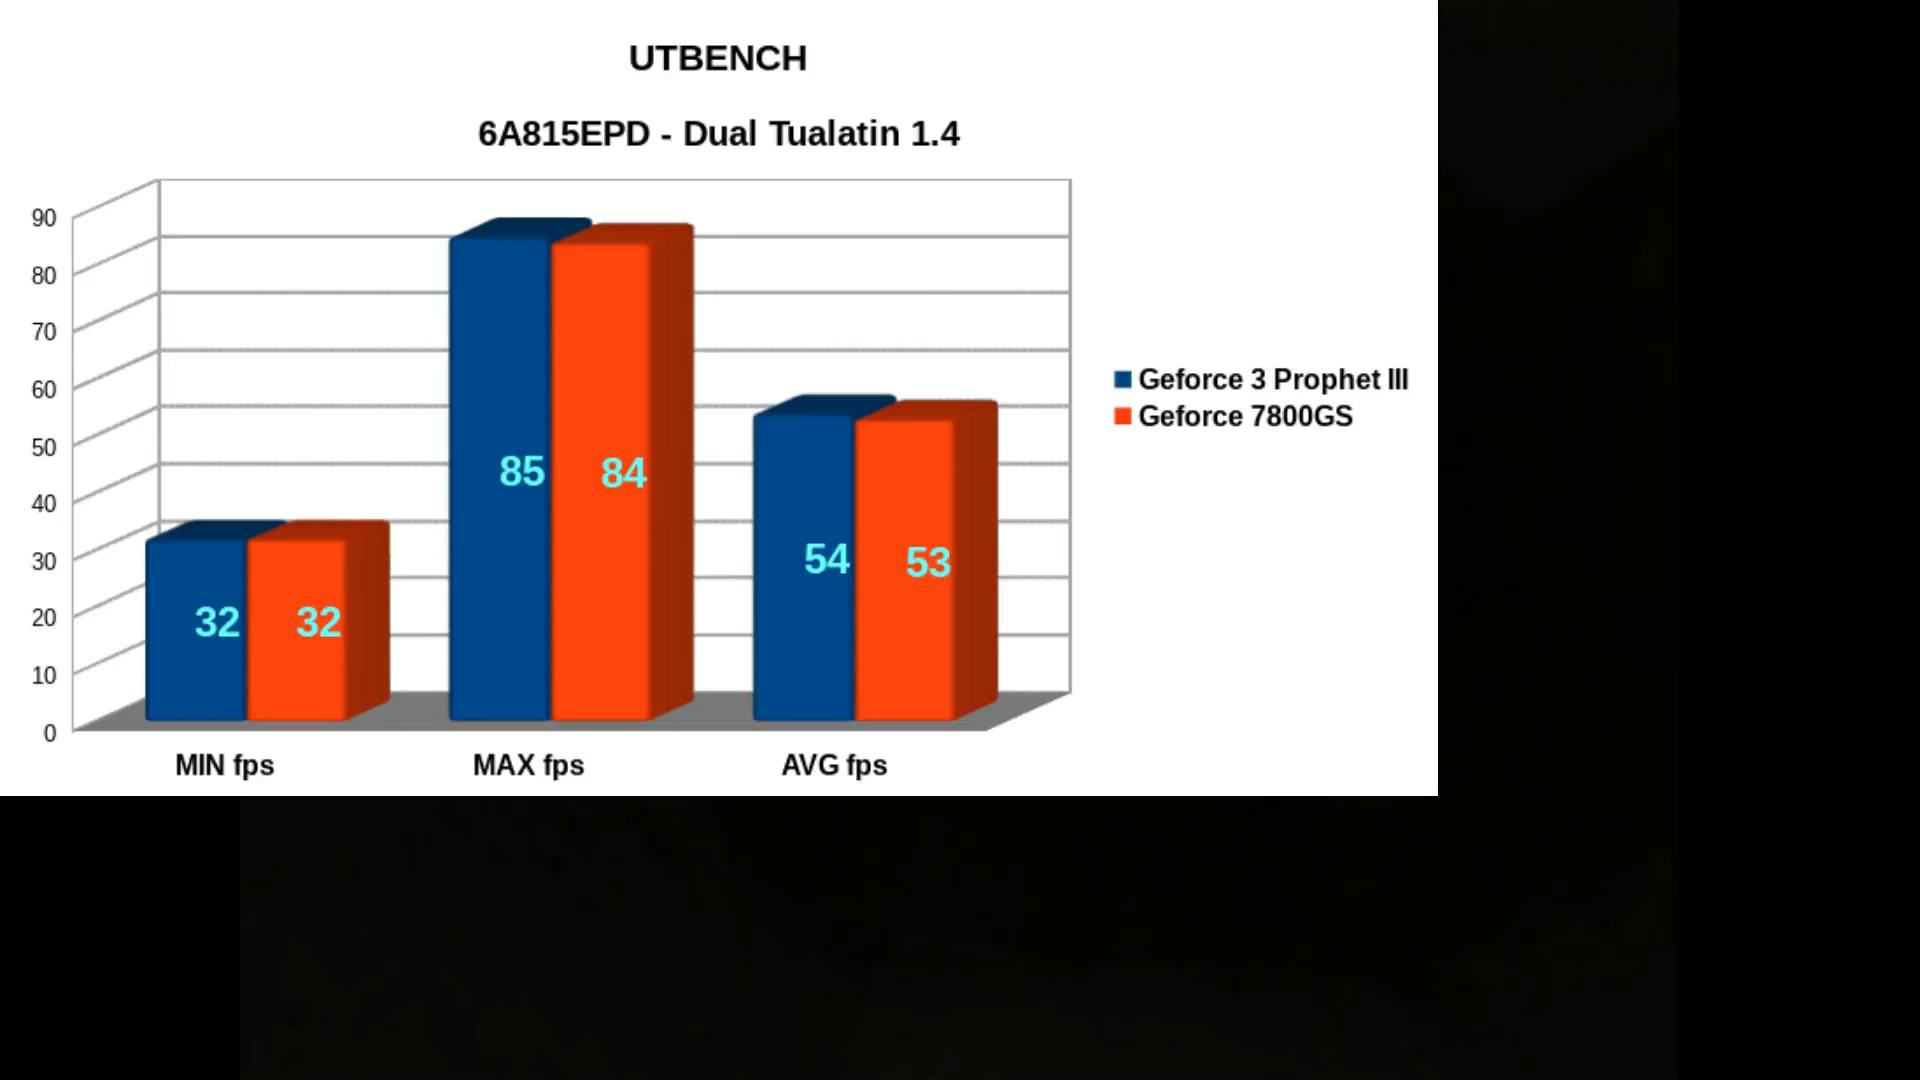 UTBENCH
6A815EPD - Dual Tualatin 1.4
90
80
70
60
50
40
30
20
10
0
85
84
54
53
32
32
MIN fps
MAX fps
AVG fps
Geforce 3 Prophet III
Geforce 7800GS